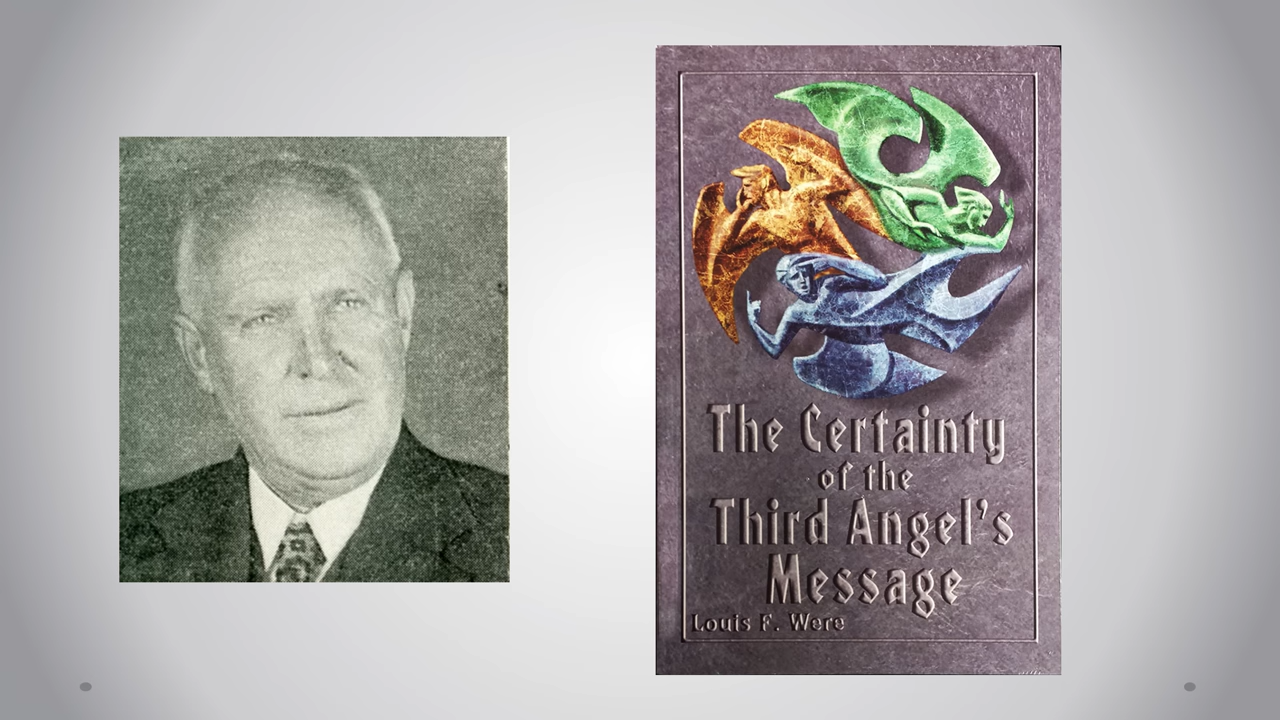 The Certainty
of the
Third Angel's
Message
Louis F. Were